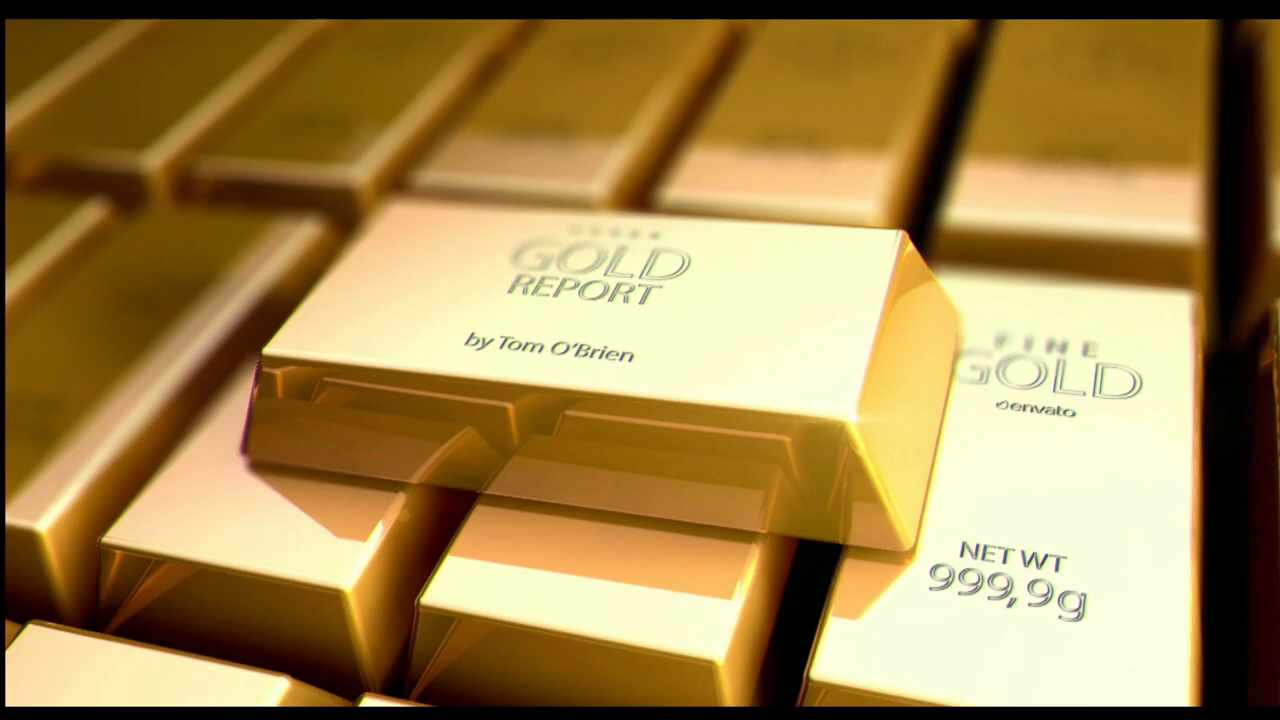 GOLD
REPORT
by Tom O'Brien
FINE
GOLD
envato
NET WT
999,9g